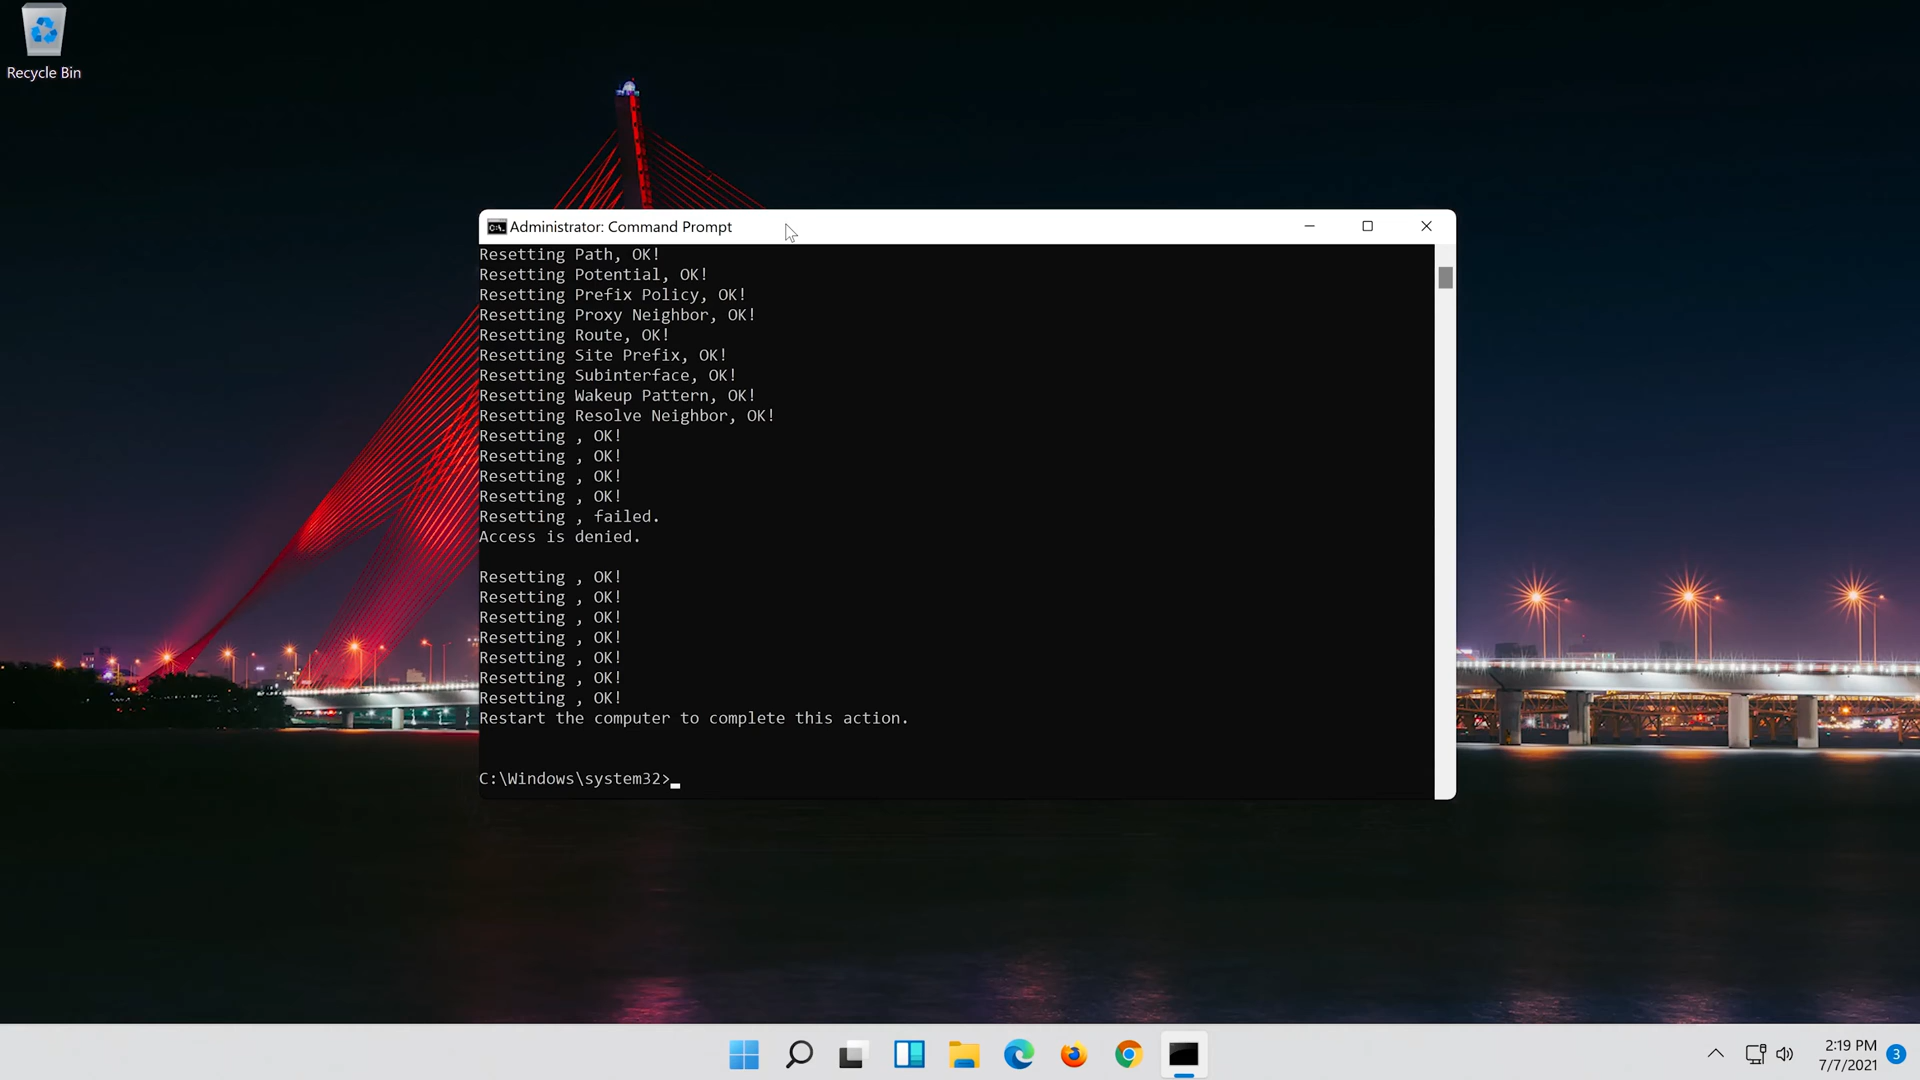 Recycle Bin
Administrator: Command Prompt
Resetting Path, OK!
Resetting Potential, OK!
Resetting Prefix Policy, OK!
Resetting Proxy Neighbor, OK!
Resetting Route, OK!
Resetting Site Prefix, OK!
Resetting Subinterface, OK!
Resetting Wakeup Pattern, OK!
Resetting Resolve Neighbor, OK!
Resetting , OK!
Resetting , OK!
Resetting , OK!
Resetting , OK!
Resetting , failed.
Access is denied.
Resetting , OK!
Resetting , OK!
Resetting , OK!
Resetting , OK!
Resetting , OK!
Resetting , OK!
Resetting , OK!
Restart the computer to complete this action.
C:\Windows\system32>
2:19 PM
7/7/2021
3